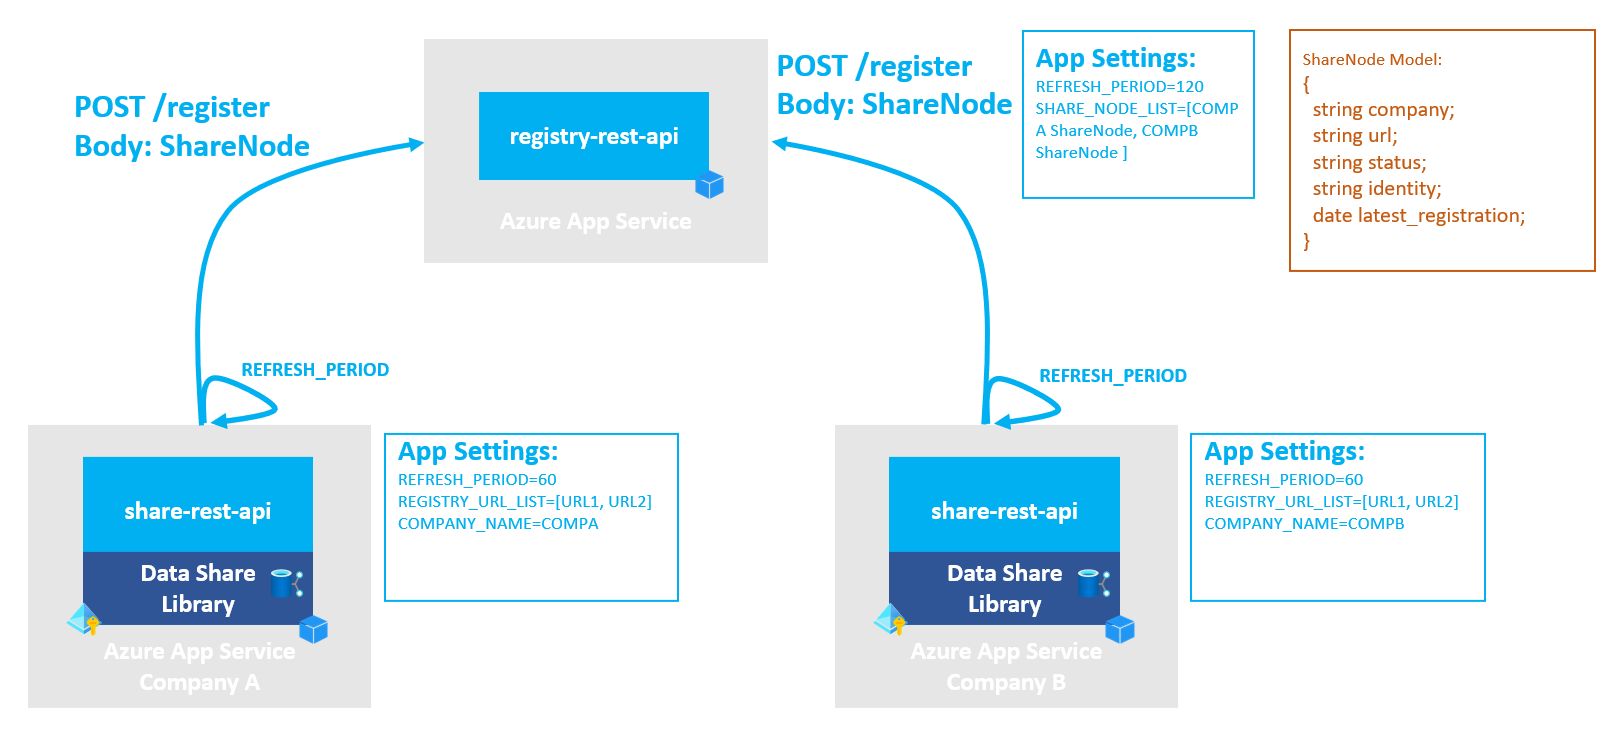 POST /register
Body: ShareNode
registry-rest-api
Azure App Service
POST /register
Body: ShareNode
App Settings:
REFRESH_PERIOD=120
SHARE_NODE_LIST=[COMP
A ShareNode, COMPB
ShareNode ]
ShareNode Model:
{
string company;
string url;
string status;
string identity;
date latest_registration;
}
REFRESH_PERIOD
REFRESH_PERIOD
share-rest-api
Data Share
Library
Azure App Service
Company A
App Settings:
REFRESH_PERIOD=60
REGISTRY_URL_LIST=[URL1, URL2]
COMPANY_NAME=COMPA
share-rest-api
Data Share
Library
Azure App Service
Company B
App Settings:
REFRESH_PERIOD=60
REGISTRY_URL_LIST=[URL1, URL2]
COMPANY_NAME=COMPB